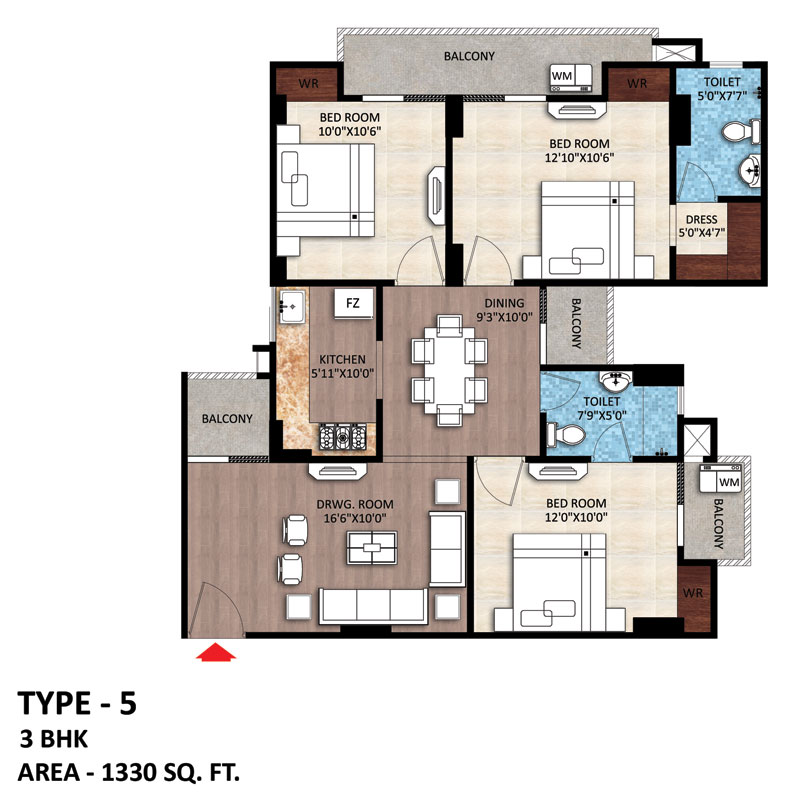 BALCONY
WR
WM
WR
TOILET
5'0"X7'7"
BED ROOM
10'0"X10'6"
BED ROOM
12'10"X10'6"
DRESS
5'0"X4'7"
FZ
DINING
9'3"X10'0"
BALCONY
KITCHEN
5'11"X10'0"
BALCONY
TOILET
7'9"X5'0"
DRWG. ROOM
16'6"X10'0"
BED ROOM
12'0"X10'0"
WM
BALCONY
WR
TYPE - 5
3 BHK
AREA - 1330 SQ. FT.